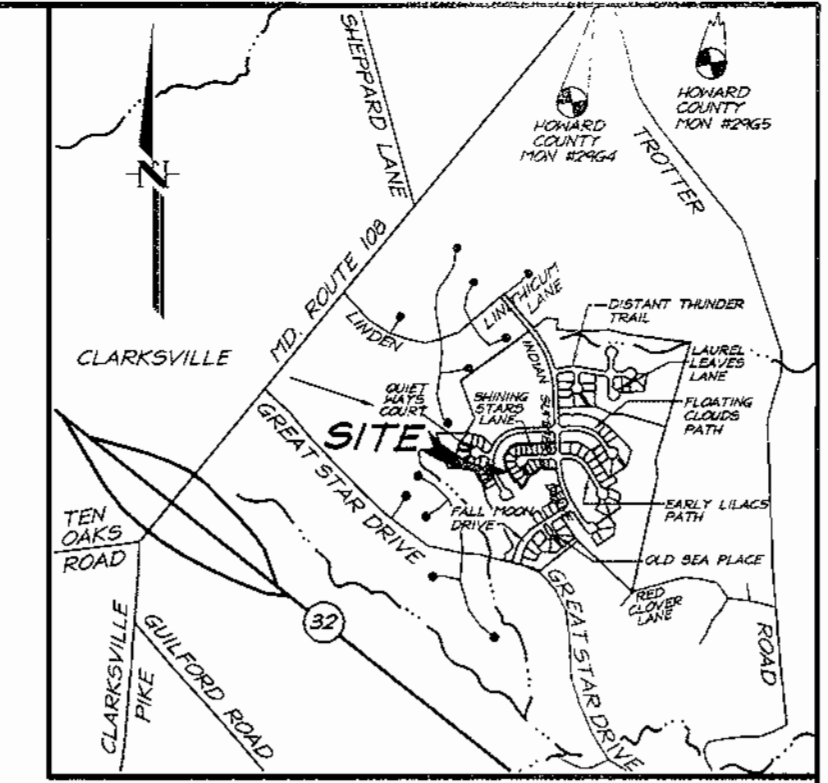 SHEPPARD LANE
HOWARD
COUNTY
MON #29G5
HOWARD
COUNTY
MON #29G4
TROTTER
N
MD. ROUTE 108
LINTHICUM
LANE
LINDEN
DISTANT THUNDER
TRAIL
CLARKSVILLE
INDIAN SUMMER
LAUREL
LEAVES
LANE
QUIET
WAYS
COURT
SHINING
STARS
LANE
FLOATING
CLOUDS
PATH
SITE
GREAT STAR DRIVE
EARLY LILACS
PATH
FALL MOON
DRIVE
TEN
OAKS
ROAD
OLD SEA PLACE
RED
CLOVER
LANE
32
GREAT STAR DRIVE
ROAD
CLARKSVILLE
PIKE
GUILFORD ROAD